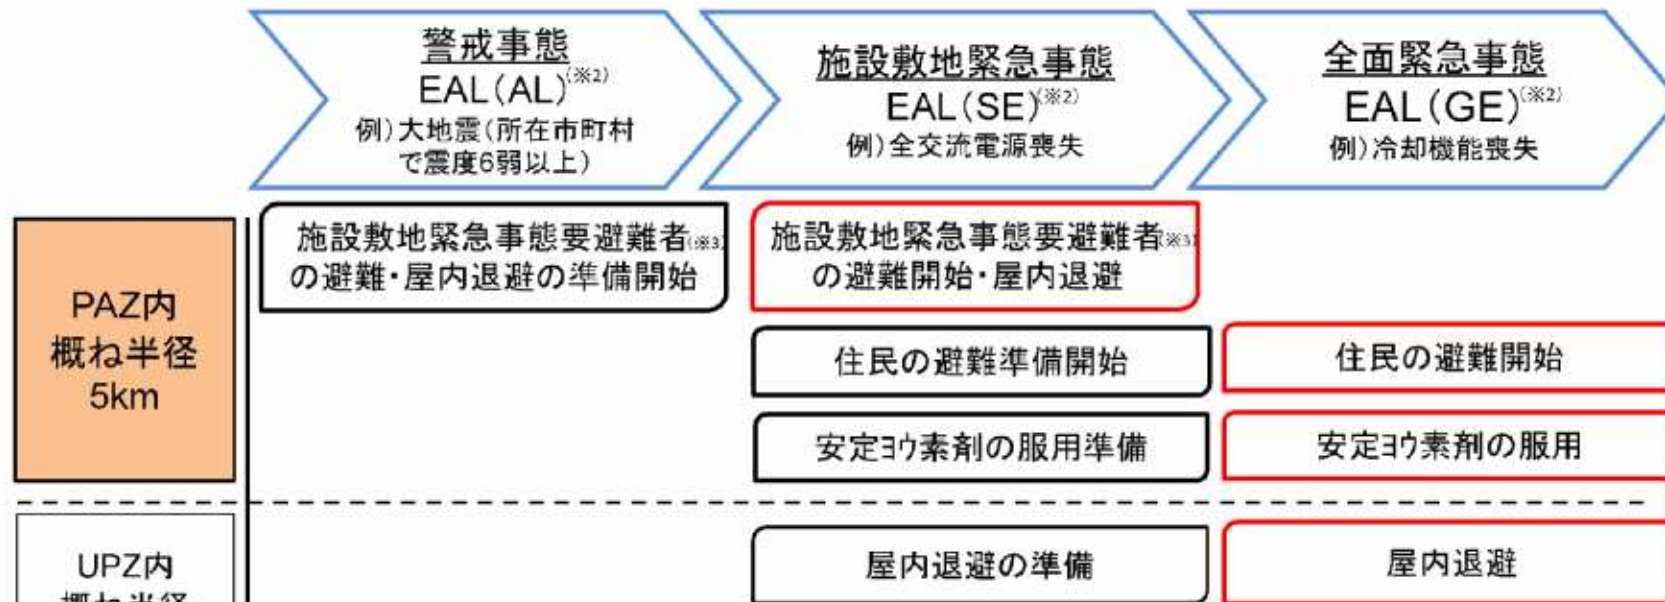 警戒事態
EAL(AL)(※2)
例)大地震(所在市町村
で震度6弱以上)
施設敷地緊急事態
EAL(SE)(※2)
例)全交流電源喪失
全面緊急事態
EAL(GE)(※2)
例)冷却機能喪失
PAZ内
概ね半径
5km
施設敷地緊急事態要避難者(※3)
の避難・屋内退避の準備開始
施設敷地緊急事態要避難者(※3)
の避難開始・屋内退避
住民の避難準備開始
住民の避難開始
安定ヨウ素剤の服用準備
安定ヨウ素剤の服用
UPZ内
概ね半径
屋内退避の準備
屋内退避